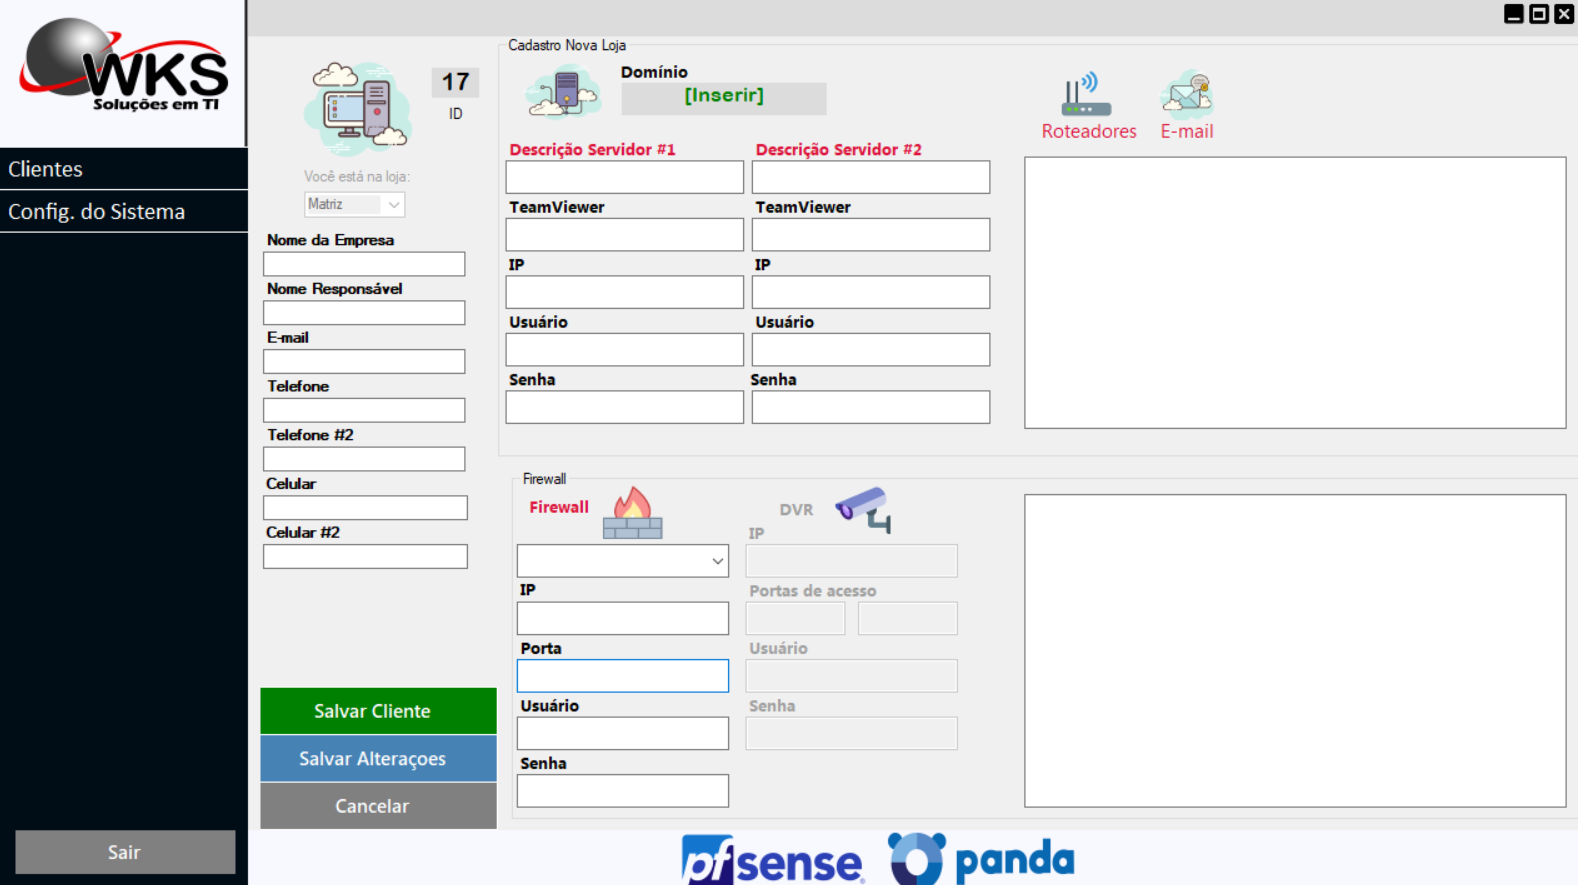 WKS
Soluções em TI
Clientes
Config. do Sistema
Sair
17
ID
Você está na loja:
Matriz
Nome da Empresa
Nome Responsável
E-mail
Telefone
Telefone #2
Celular
Celular #2
Salvar Cliente
Salvar Alteraçoes
Cancelar
Cadastro Nova Loja
Domínio
[Inserir]
Roteadores E-mail
Descrição Servidor #1 Descrição Servidor #2
TeamViewer TeamViewer
IP IP
Usuário Usuário
Senha Senha
Firewall
Firewall
IP
Porta
Usuário
Senha
DVR
IP
Portas de acesso
Usuário
Senha
pfsense panda